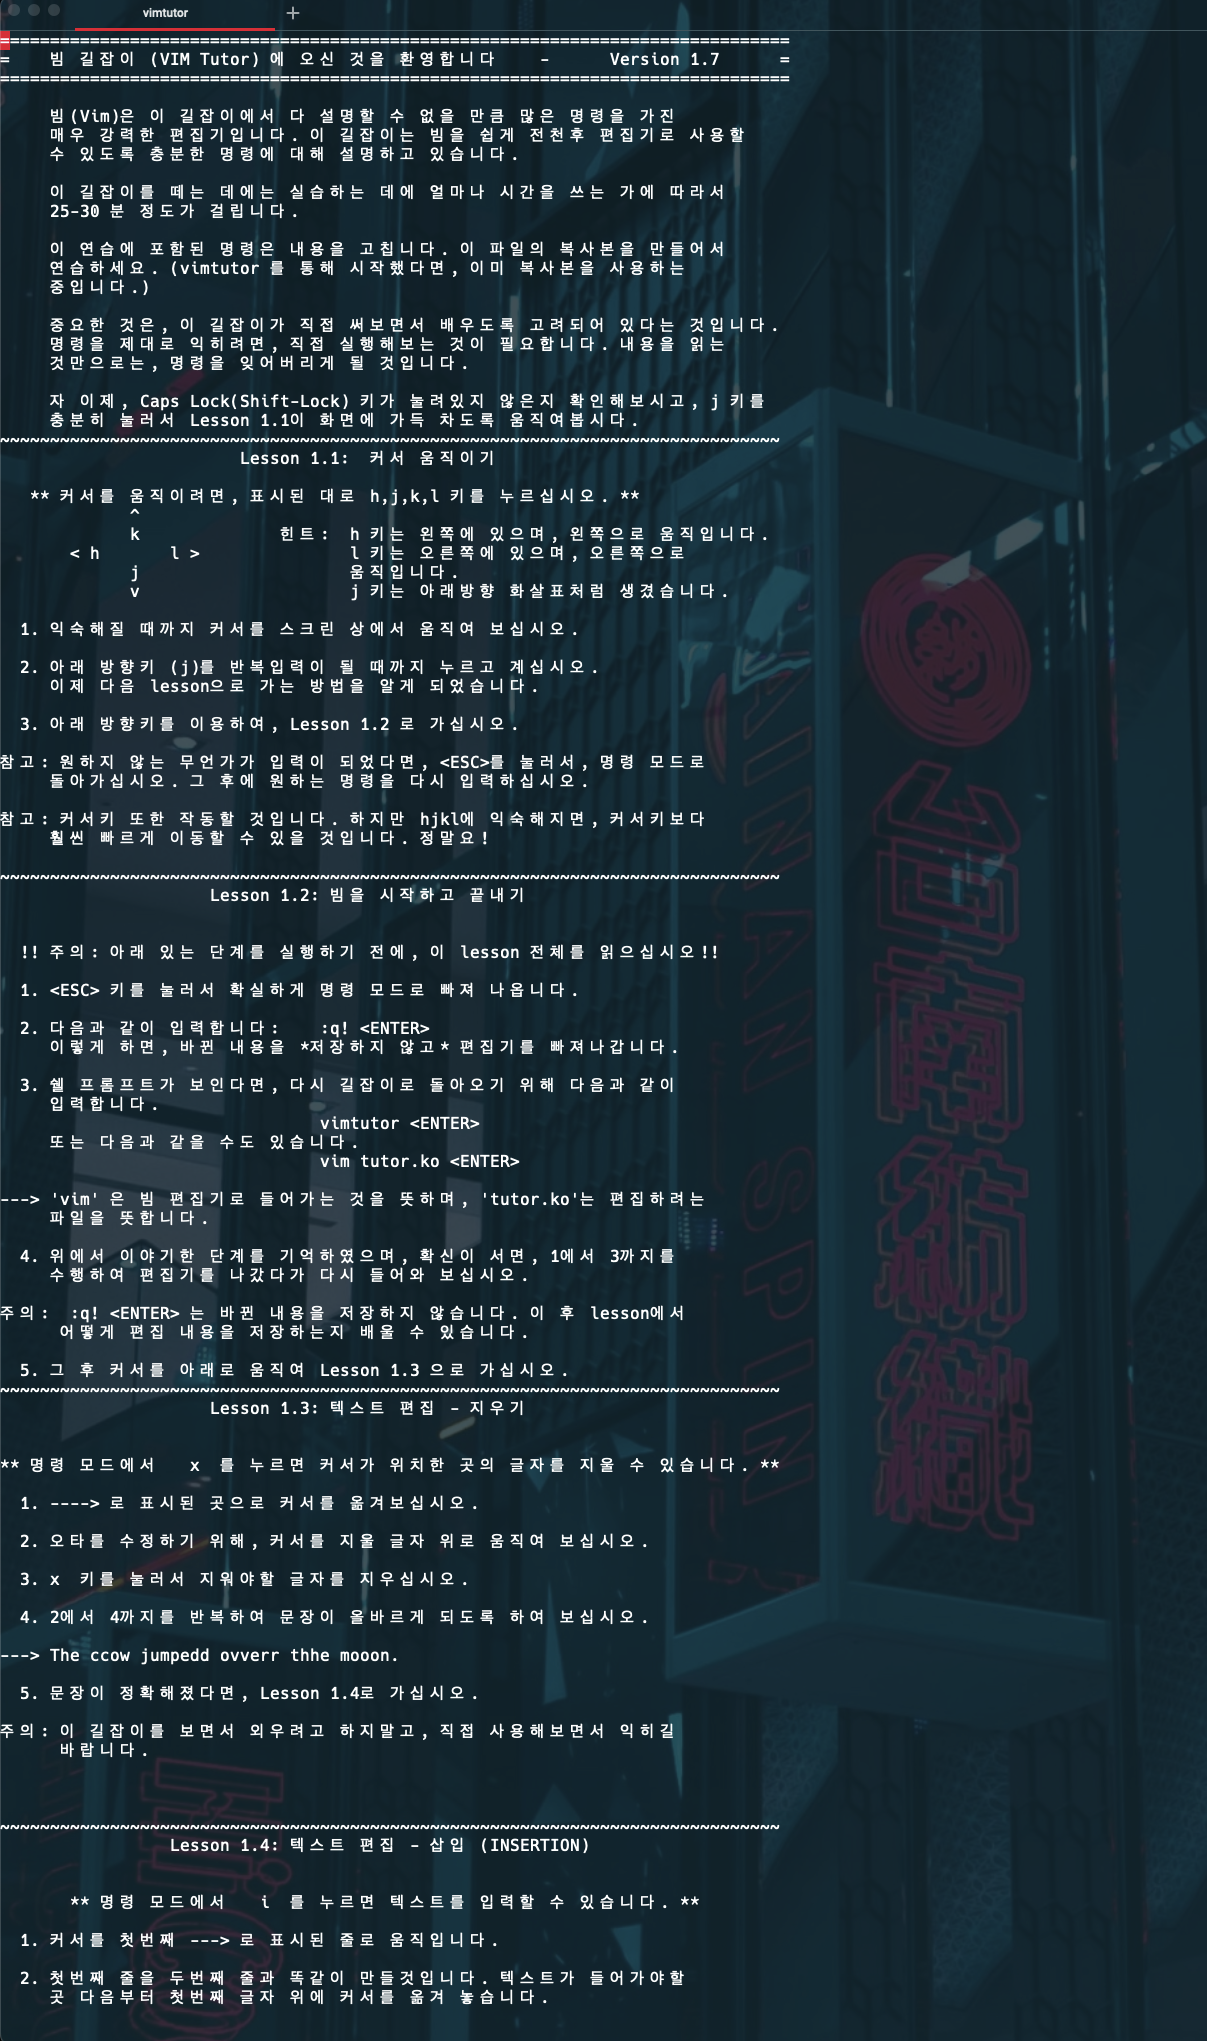 vimtutor
+
===============================================================================
=    빔 길잡이 (VIM Tutor) 에 오신 것을 환영합니다    -      Version 1.7      =
===============================================================================
빔(Vim)은 이 길잡이에서 다 설명할 수 없을 만큼 많은 명령을 가진
매우 강력한 편집기입니다. 이 길잡이는 빔을 쉽게 전천후 편집기로 사용할
수 있도록 충분한 명령에 대해 설명하고 있습니다.
이 길잡이를 떼는 데에는 실습하는 데에 얼마나 시간을 쓰는 가에 따라서
25-30 분 정도가 걸립니다.
이 연습에 포함된 명령은 내용을 고칩니다. 이 파일의 복사본을 만들어서
연습하세요. (vimtutor 를 통해 시작했다면, 이미 복사본을 사용하는
중입니다.)
중요한 것은, 이 길잡이가 직접 써보면서 배우도록 고려되어 있다는 것입니다.
명령을 제대로 익히려면, 직접 실행해보는 것이 필요합니다. 내용을 읽는
것만으로는, 명령을 잊어버리게 될 것입니다.
자 이제, Caps Lock(Shift-Lock) 키가 눌려있지 않은지 확인해보시고, j 키를
충분히 눌러서 Lesson 1.1이 화면에 가득 차도록 움직여봅시다.
~~~~~~~~~~~~~~~~~~~~~~~~~~~~~~~~~~~~~~~~~~~~~~~~~~~~~~~~~~~~~~~~~~~~~~~~~~~~~~
Lesson 1.1:  커서 움직이기
** 커서를 움직이려면, 표시된 대로 h,j,k,l 키를 누르십시오. **
^
k              힌트:  h 키는 왼쪽에 있으며, 왼쪽으로 움직입니다.
< h       l >               l 키는 오른쪽에 있으며, 오른쪽으로
j                     움직입니다.
v                     j 키는 아래방향 화살표처럼 생겼습니다.
1. 익숙해질 때까지 커서를 스크린 상에서 움직여 보십시오.
2. 아래 방향키 (j)를 반복입력이 될 때까지 누르고 계십시오.
이제 다음 lesson으로 가는 방법을 알게 되었습니다.
3. 아래 방향키를 이용하여, Lesson 1.2 로 가십시오.
참고: 원하지 않는 무언가가 입력이 되었다면, <ESC>를 눌러서, 명령 모드로
돌아가십시오. 그 후에 원하는 명령을 다시 입력하십시오.
참고: 커서키 또한 작동할 것입니다. 하지만 hjkl에 익숙해지면, 커서키보다
훨씬 빠르게 이동할 수 있을 것입니다. 정말요!
~~~~~~~~~~~~~~~~~~~~~~~~~~~~~~~~~~~~~~~~~~~~~~~~~~~~~~~~~~~~~~~~~~~~~~~~~~~~~~
Lesson 1.2: 빔을 시작하고 끝내기
!! 주의: 아래 있는 단계를 실행하기 전에, 이 lesson 전체를 읽으십시오!!
1. <ESC> 키를 눌러서 확실하게 명령 모드로 빠져 나옵니다.
2. 다음과 같이 입력합니다:    :q! <ENTER>
이렇게 하면, 바뀐 내용을 *저장하지 않고* 편집기를 빠져나갑니다.
3. 쉘 프롬프트가 보인다면, 다시 길잡이로 돌아오기 위해 다음과 같이
입력합니다.
vimtutor <ENTER>
또는 다음과 같을 수도 있습니다.
vim tutor.ko <ENTER>
---> 'vim' 은 빔 편집기로 들어가는 것을 뜻하며, 'tutor.ko'는 편집하려는
파일을 뜻합니다.
4. 위에서 이야기한 단계를 기억하였으며, 확신이 서면, 1에서 3까지를
수행하여 편집기를 나갔다가 다시 들어와 보십시오.
주의:  :q! <ENTER> 는 바뀐 내용을 저장하지 않습니다. 이 후 lesson에서
어떻게 편집 내용을 저장하는지 배울 수 있습니다.
5. 그 후 커서를 아래로 움직여 Lesson 1.3 으로 가십시오.
~~~~~~~~~~~~~~~~~~~~~~~~~~~~~~~~~~~~~~~~~~~~~~~~~~~~~~~~~~~~~~~~~~~~~~~~~~~~~~
Lesson 1.3: 텍스트 편집 - 지우기
** 명령 모드에서   x  를 누르면 커서가 위치한 곳의 글자를 지울 수 있습니다. **
1. ----> 로 표시된 곳으로 커서를 옮겨보십시오.
2. 오타를 수정하기 위해, 커서를 지울 글자 위로 움직여 보십시오.
3. x  키를 눌러서 지워야할 글자를 지우십시오.
4. 2에서 4까지를 반복하여 문장이 올바르게 되도록 하여 보십시오.
---> The ccow jumpedd ovverr thhe mooon.
5. 문장이 정확해졌다면, Lesson 1.4로 가십시오.
주의: 이 길잡이를 보면서 외우려고 하지말고, 직접 사용해보면서 익히길
바랍니다.
~~~~~~~~~~~~~~~~~~~~~~~~~~~~~~~~~~~~~~~~~~~~~~~~~~~~~~~~~~~~~~~~~~~~~~~~~~~~~~
Lesson 1.4: 텍스트 편집 - 삽입 (INSERTION)
** 명령 모드에서   i  를 누르면 텍스트를 입력할 수 있습니다. **
1. 커서를 첫번째 ---> 로 표시된 줄로 움직입니다.
2. 첫번째 줄을 두번째 줄과 똑같이 만들것입니다. 텍스트가 들어가야할
곳 다음부터 첫번째 글자 위에 커서를 옮겨 놓습니다.